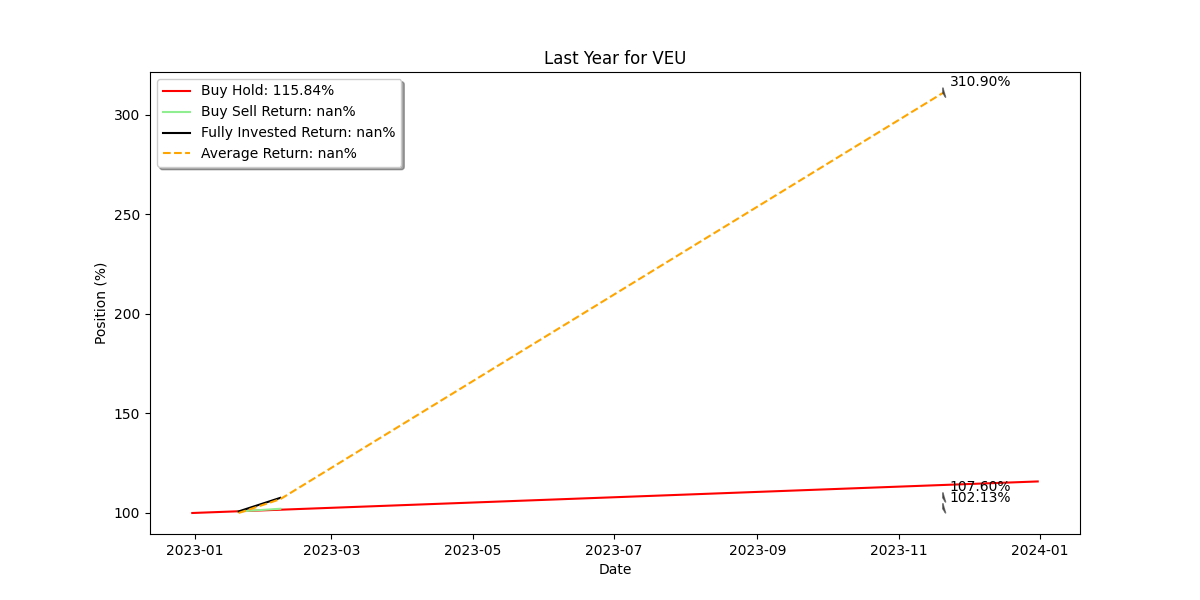 Last Year for VEU
Buy Hold: 115.84%
Buy Sell Return: nan%
Fully Invested Return: nan%
Average Return: nan%
310.90%
107.60%
102.13%
300
250
200
150
100
Position (%)
2023-01 2023-03 2023-05 2023-07 2023-09 2023-11 2024-01
Date